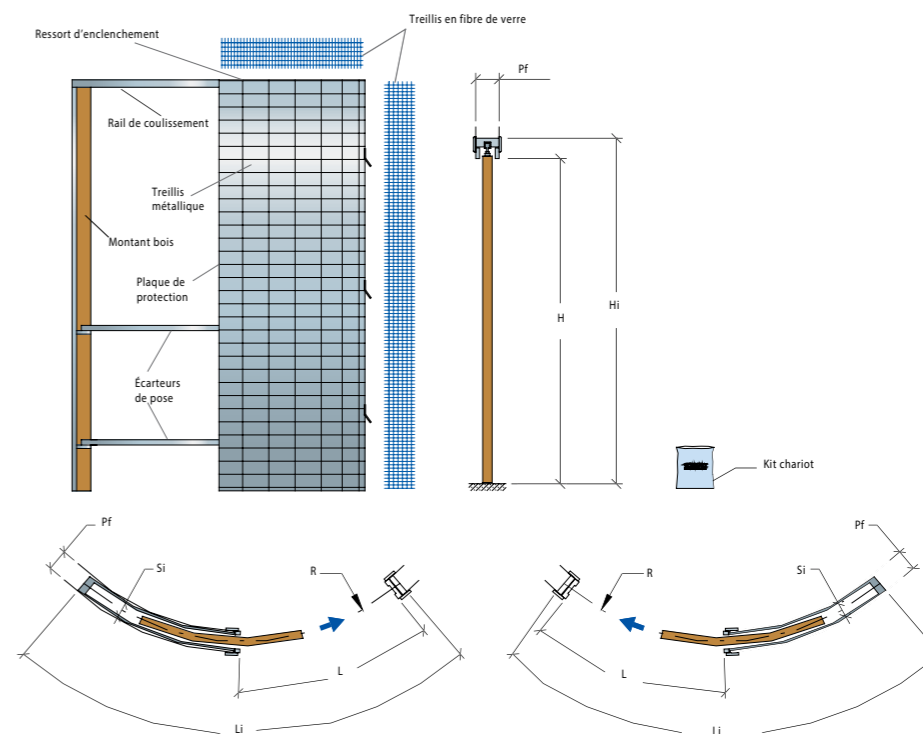 Treillis en fibre de verre
Ressort d'enclenchement
Pf
Rail de coulissement
Treillis
métallique
Montant bois
Plaque de
protection
H
Hi
Écarteurs
de pose
Kit chariot
Pf
Si
R
L
Li
Pf
Si
R
L
Li